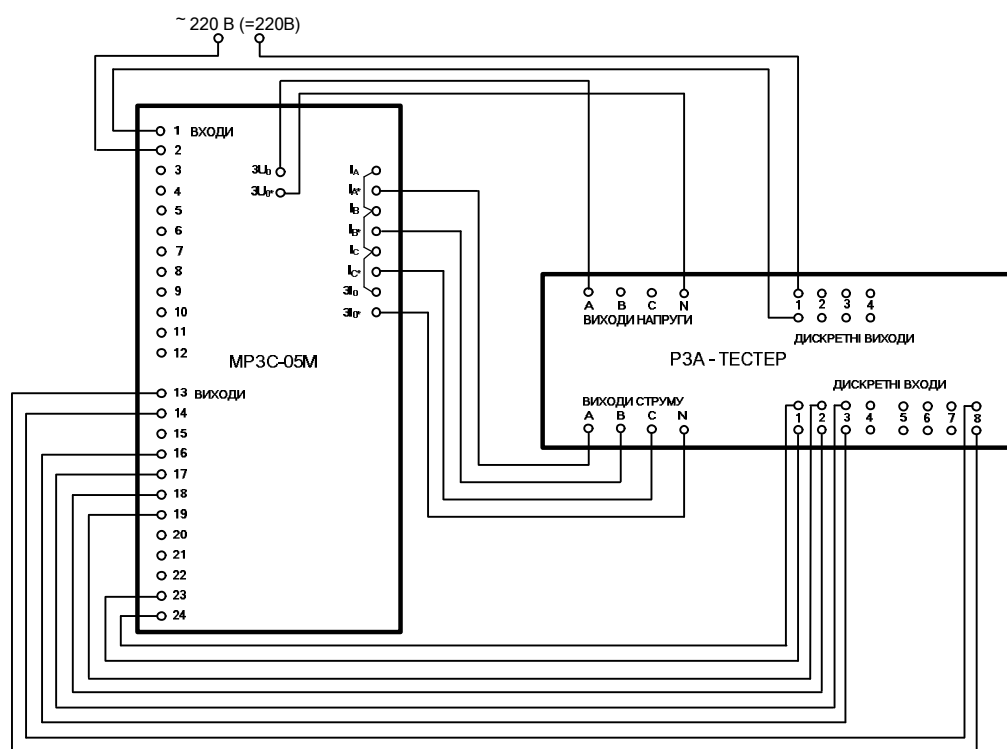 ~ 220 В (=220В)
1 ВХОДИ
2
3
4
5
6
7
8
9
10
11
12
13 ВИХОДИ
14
15
16
17
18
19
20
21
22
23
24
3U0
3U0*
IA
IA*
IB
IB*
IC
IC*
3I0
3I0*
МРЗС-05М
A B C N
ВИХОДИ НАПРУГИ
1 2 3 4
ДИСКРЕТНІ ВИХОДИ
РЗА - ТЕСТЕР
ДИСКРЕТНІ ВХОДИ
ВИХОДИ СТРУМУ
A B C N
1 2 3 4 5 6 7 8